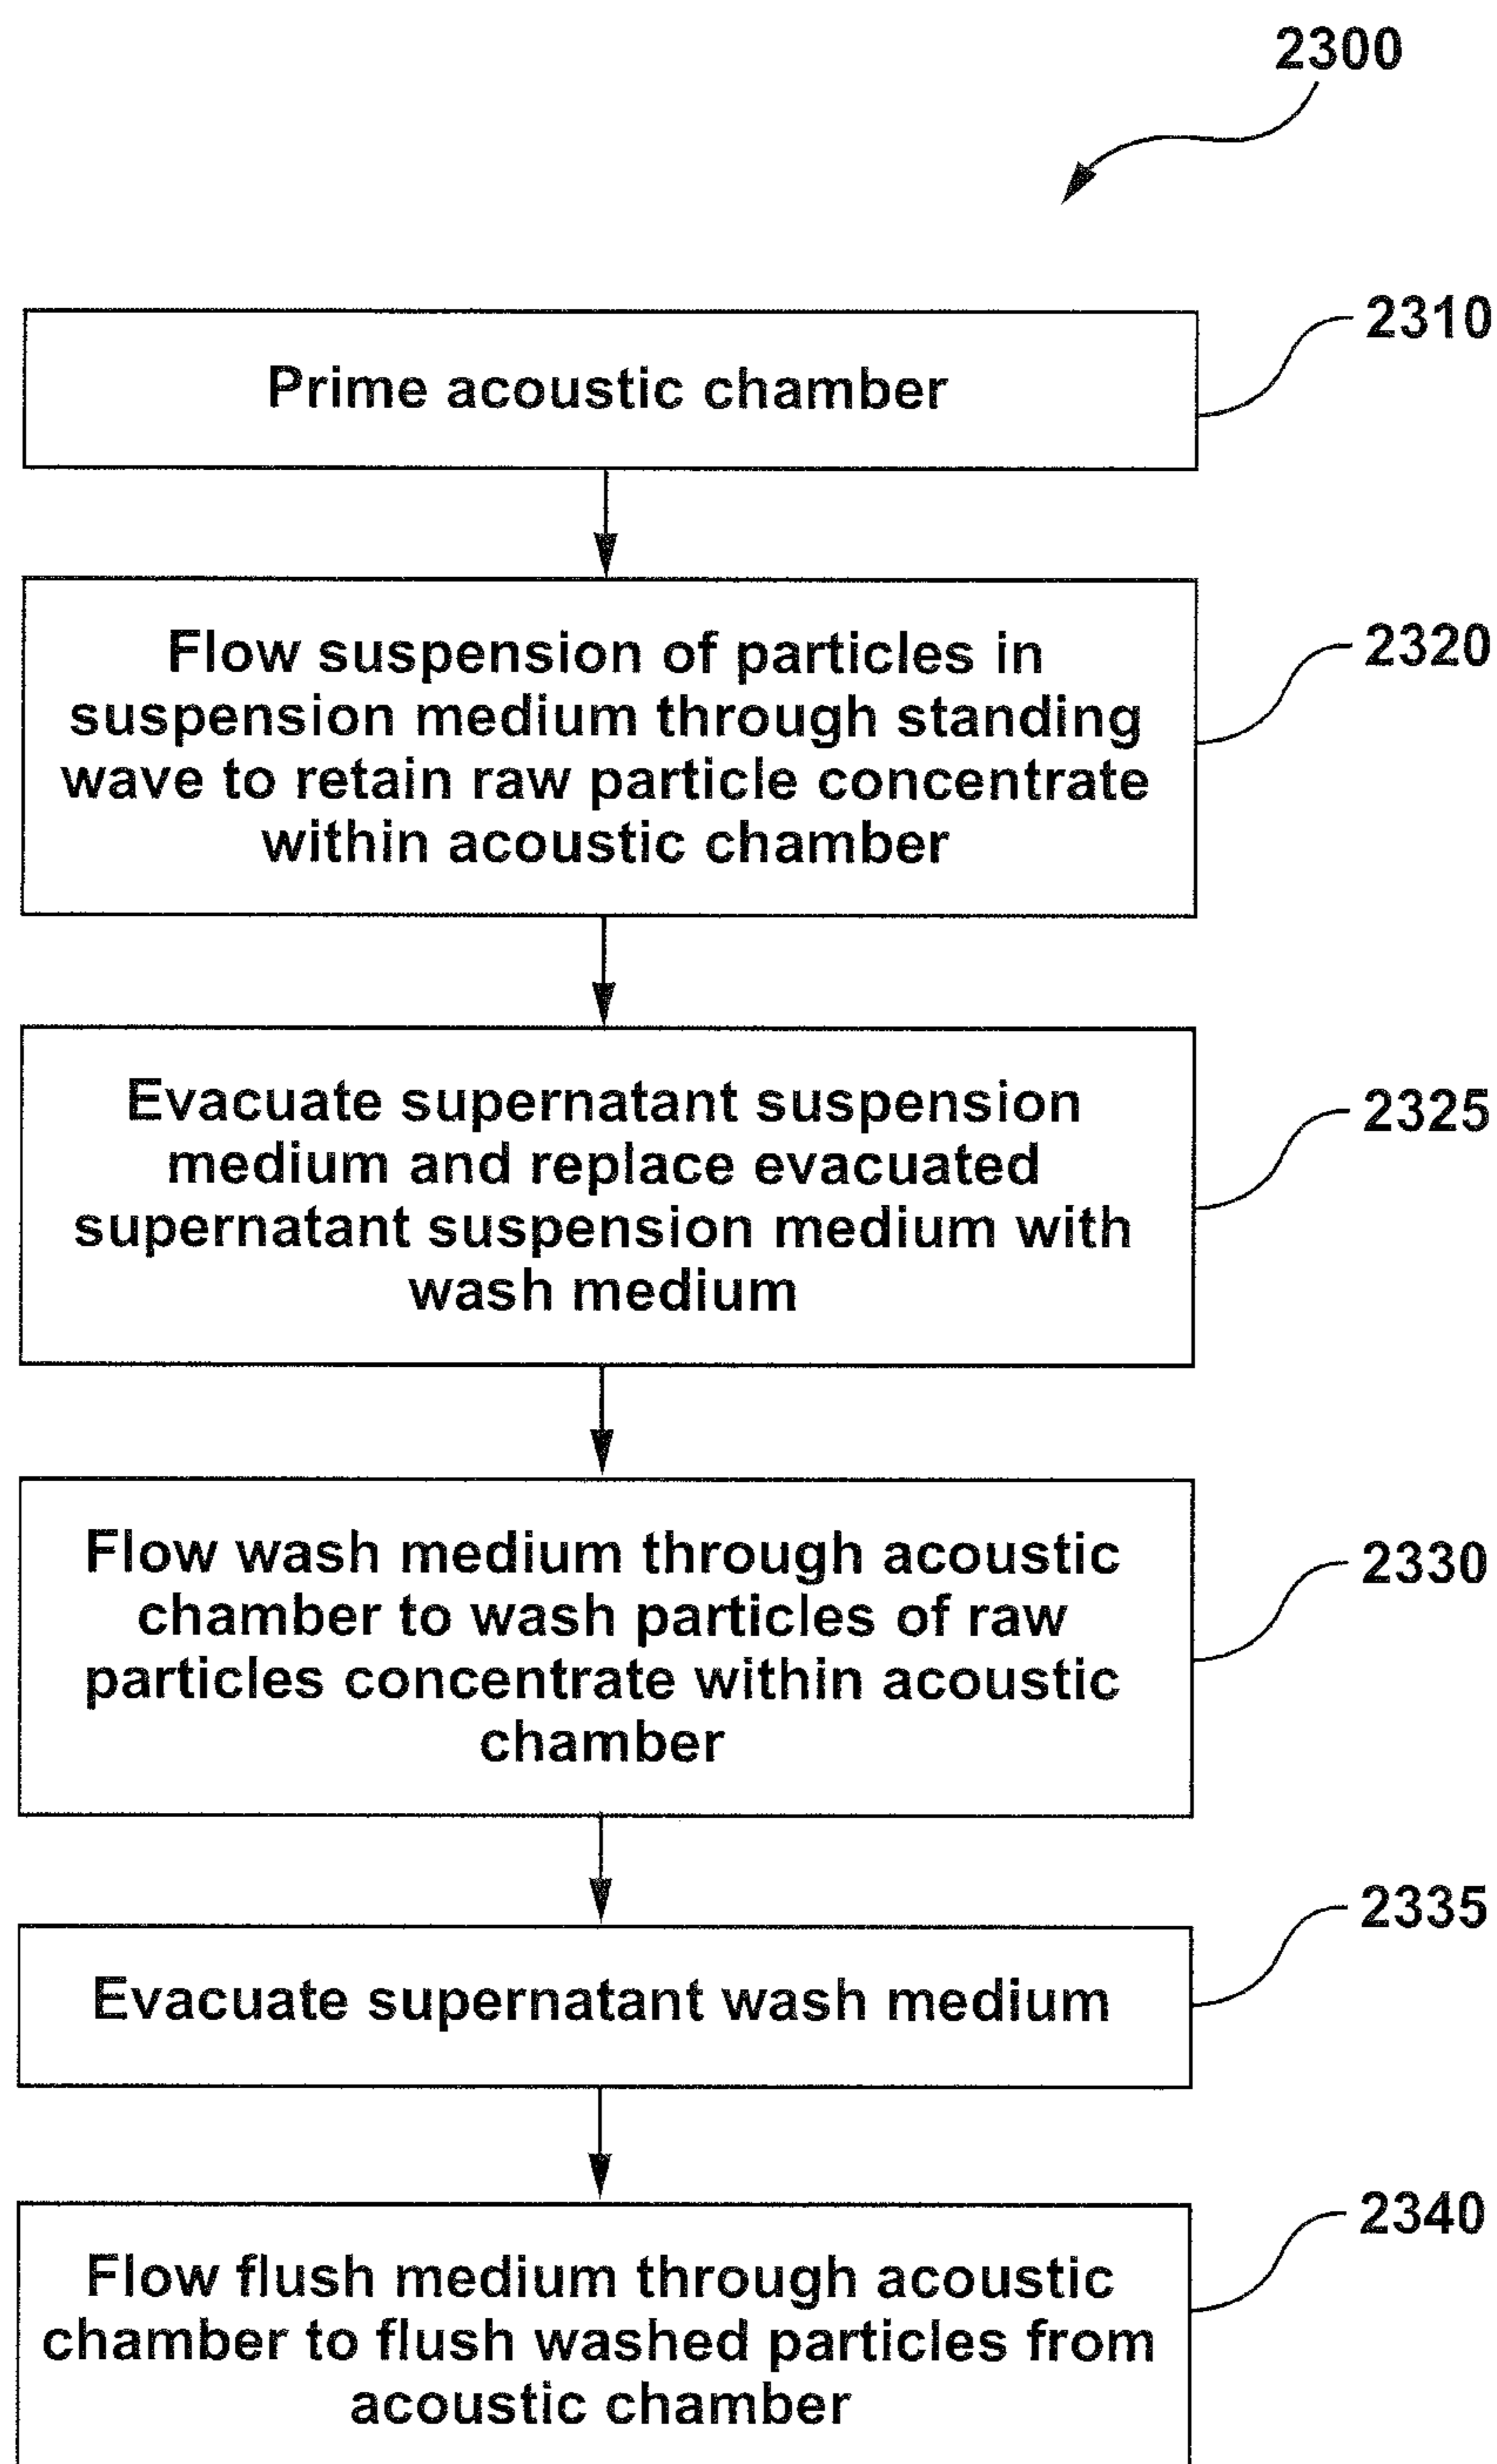 2300
Prime acoustic chamber
2310
Flow suspension of particles in
suspension medium through standing
wave to retain raw particle concentrate
within acoustic chamber
2320
Evacuate supernatant suspension
medium and replace evacuated
supernatant suspension medium with
wash medium
2325
Flow wash medium through acoustic
chamber to wash particles of raw
particles concentrate within acoustic
chamber
2330
Evacuate supernatant wash medium
2335
Flow flush medium through acoustic
chamber to flush washed particles from
acoustic chamber
2340